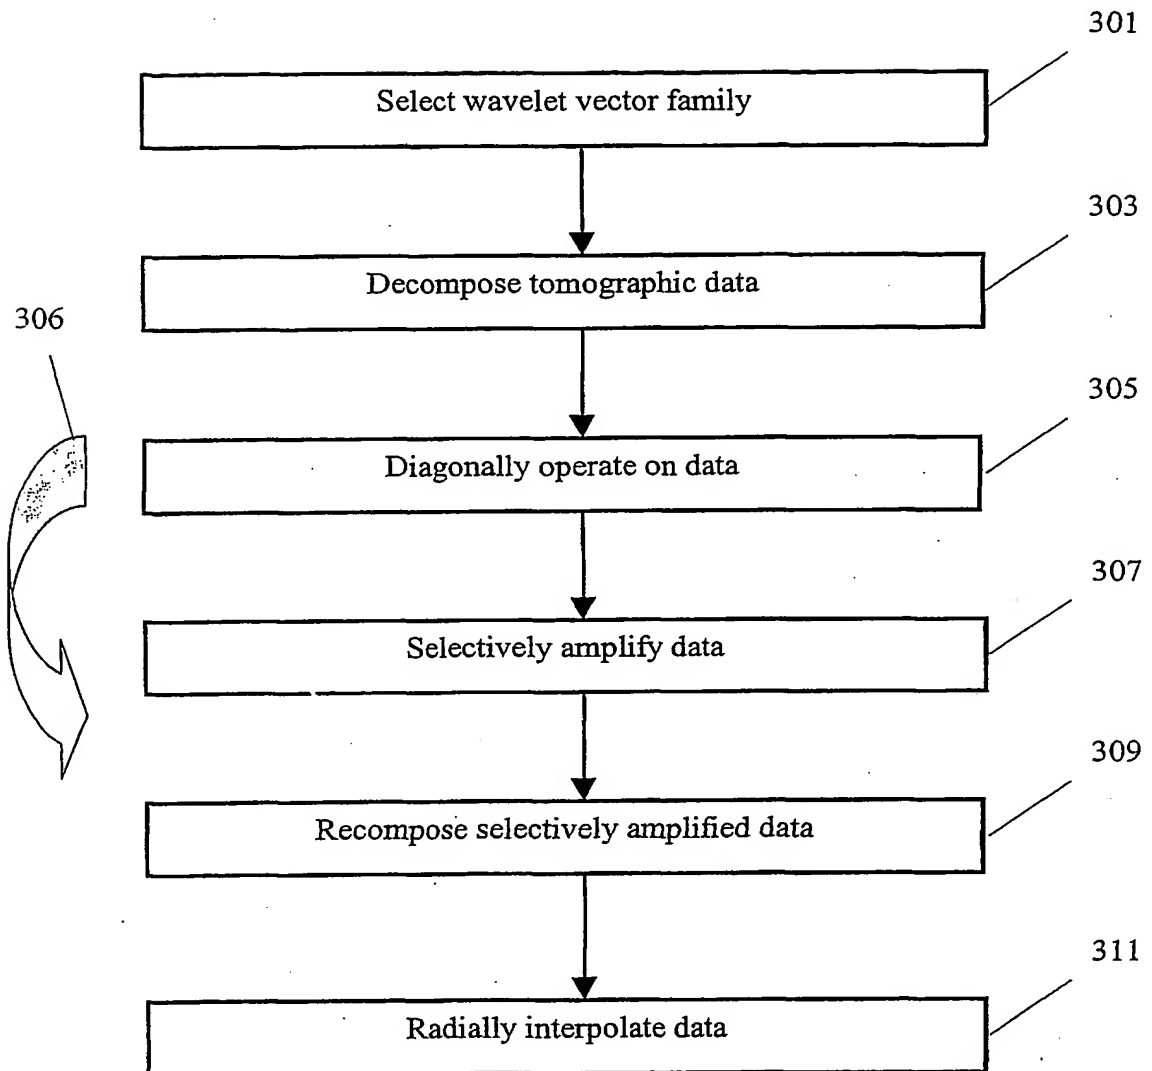 301
Select wavelet vector family
303
Decompose tomographic data
306
305
Diagonally operate on data
307
Selectively amplify data
309
Recompose selectively amplified data
311
Radially interpolate data